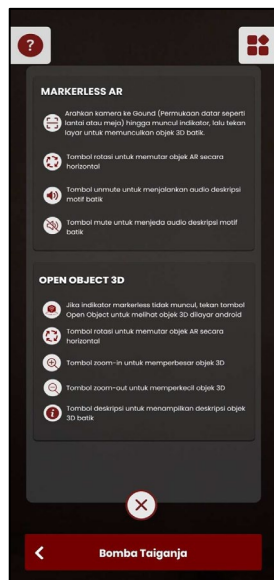 ?
MARKERLESS AR
Arahkan kamera ke Gound (Permukaan datar seperti
lantai atau meja) hingga muncul indikator, lalu tekan
layar untuk memunculkan objek 3D batik.
Tombol rotasi untuk memutar objek AR secara
horizontal
Tombol unmute untuk menjalankan audio deskripsi
motif batik
Tombol mute untuk menjeda audio deskripsi motif
batik
OPEN OBJECT 3D
Jika indikator markerless tidak muncul, tekan tombol
Open Object untuk melihat objek 3D dilayar android
Tombol rotasi untuk memutar objek AR secara
horizontal
Tombol zoom-in untuk memperbesar objek 3D
Tombol zoom-out untuk memperkecil objek 3D
Tombol deskripsi untuk menampilkan deskripsi objek
3D batik
Bomba Taiganja